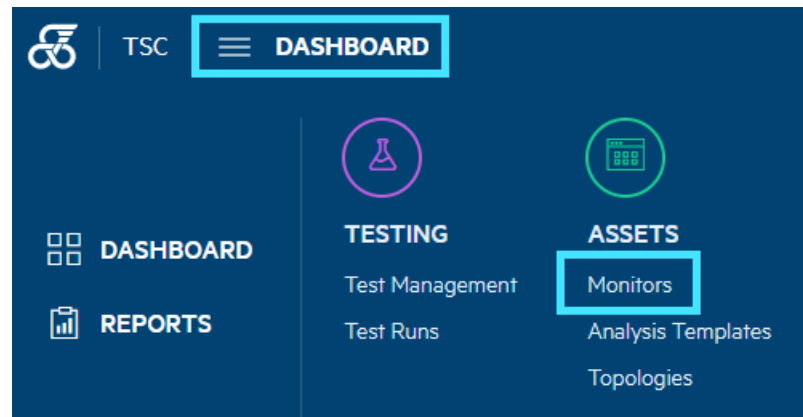 TSC DASHBOARD
DASHBOARD
REPORTS
TESTING
Test Management
Test Runs
ASSETS
Monitors
Analysis Templates
Topologies